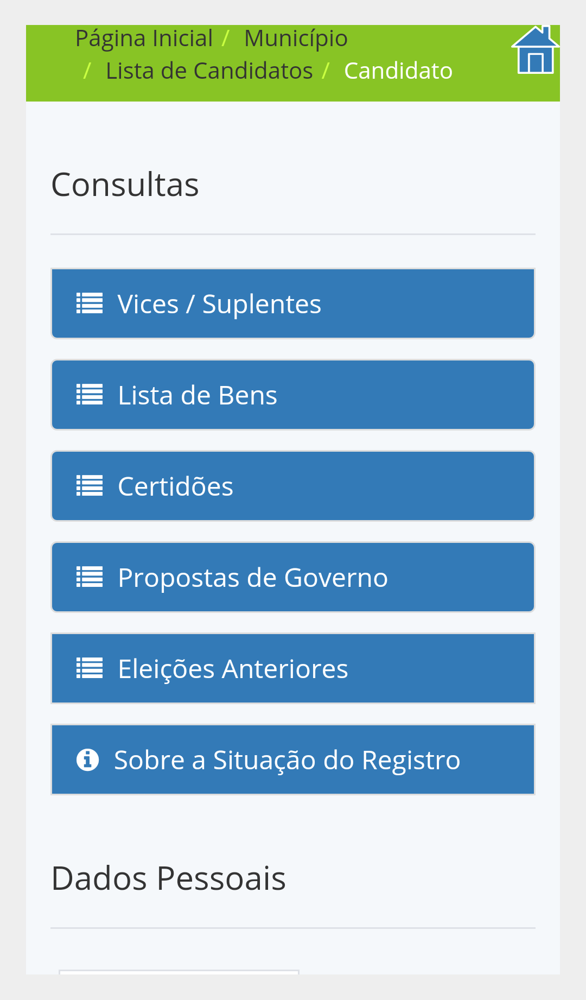 Página Inicial / Município
/ Lista de Candidatos / Candidato
Consultas
Vices / Suplentes
Lista de Bens
Certidões
Propostas de Governo
Eleições Anteriores
Sobre a Situação do Registro
Dados Pessoais